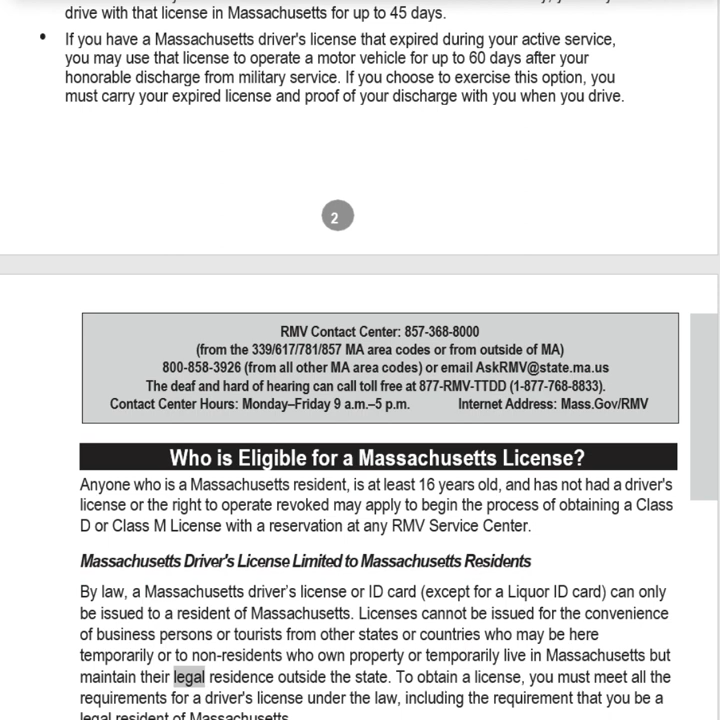 drive with that license in Massachusetts for up to 45 days.
• If you have a Massachusetts driver's license that expired during your active service,
you may use that license to operate a motor vehicle for up to 60 days after your
honorable discharge from military service. If you choose to exercise this option, you
must carry your expired license and proof of your discharge with you when you drive.
2
RMV Contact Center: 857-368-8000
(from the 339/617/781/857 MA area codes or from outside of MA)
800-858-3926 (from all other MA area codes) or email AskRMV@state.ma.us
The deaf and hard of hearing can call toll free at 877-RMV-TTDD (1-877-768-8833).
Contact Center Hours: Monday–Friday 9 a.m.–5 p.m. Internet Address: Mass.Gov/RMV
Who is Eligible for a Massachusetts License?
Anyone who is a Massachusetts resident, is at least 16 years old, and has not had a driver's
license or the right to operate revoked may apply to begin the process of obtaining a Class
D or Class M License with a reservation at any RMV Service Center.
Massachusetts Driver's License Limited to Massachusetts Residents
By law, a Massachusetts driver's license or ID card (except for a Liquor ID card) can only
be issued to a resident of Massachusetts. Licenses cannot be issued for the convenience
of business persons or tourists from other states or countries who may be here
temporarily or to non-residents who own property or temporarily live in Massachusetts but
maintain their legal residence outside the state. To obtain a license, you must meet all the
requirements for a driver's license under the law, including the requirement that you be a
legal resident of Massachusetts.